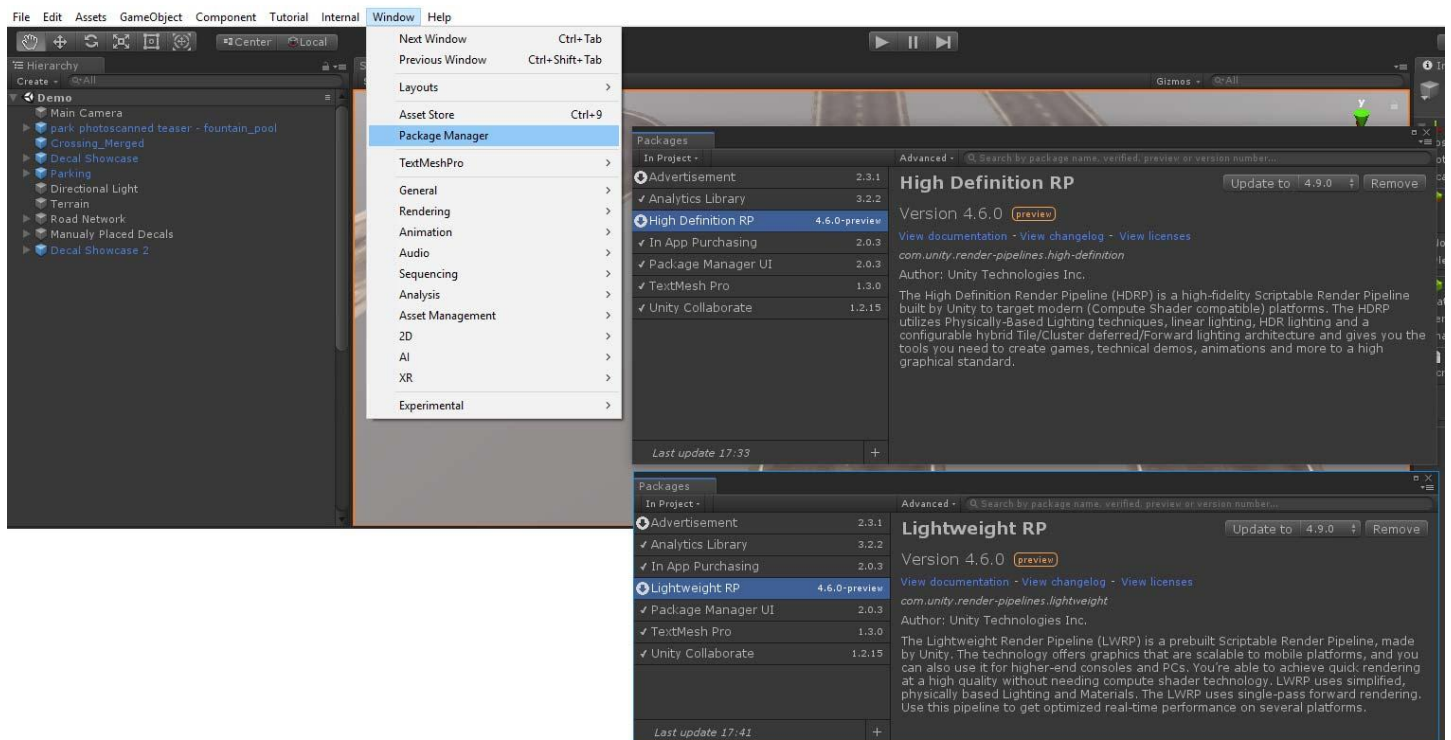 File Edit Assets GameObject Component Tutorial Internal Window Help
Center Local
Hierarchy
Create All
Demo
Main Camera
park photoscanned teaser - fountain_pool
Crossing_Merged
Decal Showcase
Parking
Directional Light
Terrain
Road Network
Manualy Placed Decals
Decal Showcase 2
Next Window Ctrl+Tab
Previous Window Ctrl+Shift+Tab
Layouts
Asset Store Ctrl+9
Package Manager
TextMeshPro
General
Rendering
Animation
Audio
Sequencing
Analysis
Asset Management
2D
AI
XR
Experimental
Gizmos All
y
Packages
In Project
Advanced Search by package name, verified, preview or version number...
Advertisement 2.3.1
Analytics Library 3.2.2
High Definition RP 4.6.0-preview
In App Purchasing 2.0.3
Package Manager UI 2.0.3
TextMesh Pro 1.3.0
Unity Collaborate 1.2.15
Last update 17:33 +
High Definition RP Update to 4.9.0 Remove
Version 4.6.0 preview
View documentation - View changelog - View licenses
com.unity.render-pipelines.high-definition
Author: Unity Technologies Inc.
The High Definition Render Pipeline (HDRP) is a high-fidelity Scriptable Render Pipeline
built by Unity to target modern (Compute Shader compatible) platforms. The HDRP
utilizes Physically-Based Lighting techniques, linear lighting, HDR lighting and a
configurable hybrid Tile/Cluster deferred/Forward lighting architecture and gives you the
tools you need to create games, technical demos, animations and more to a high
graphical standard.
Packages
In Project
Advanced Search by package name, verified, preview or version number...
Advertisement 2.3.1
Analytics Library 3.2.2
In App Purchasing 2.0.3
Lightweight RP 4.6.0-preview
Package Manager UI 2.0.3
TextMesh Pro 1.3.0
Unity Collaborate 1.2.15
Last update 17:41 +
Lightweight RP Update to 4.9.0 Remove
Version 4.6.0 preview
View documentation - View changelog - View licenses
com.unity.render-pipelines.lightweight
Author: Unity Technologies Inc.
The Lightweight Render Pipeline (LWRP) is a prebuilt Scriptable Render Pipeline, made
by Unity. The technology offers graphics that are scalable to mobile platforms, and you
can also use it for higher-end consoles and PCs. You're able to achieve quick rendering
at a high quality without needing compute shader technology. LWRP uses simplified,
physically based Lighting and Materials. The LWRP uses single-pass forward rendering.
Use this pipeline to get optimized real-time performance on several platforms.